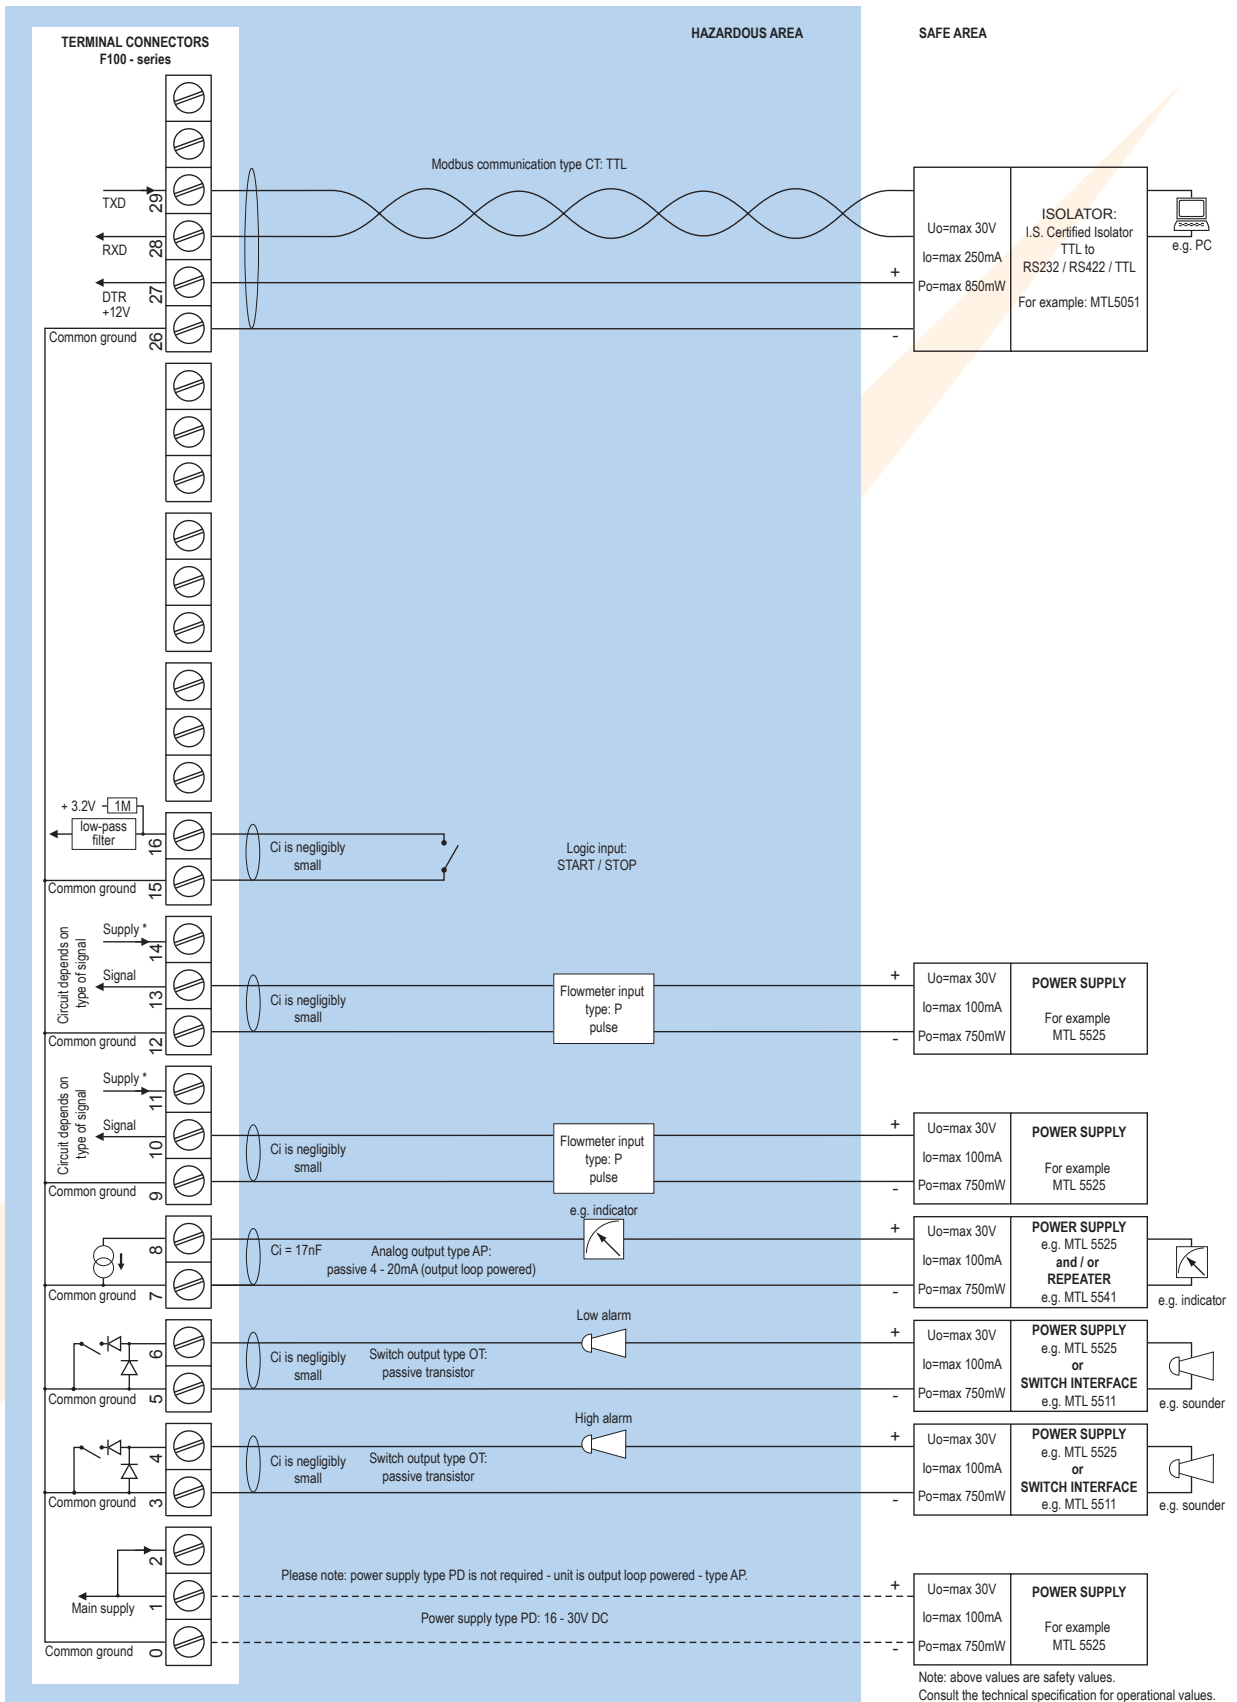 HAZARDOUS AREA
SAFE AREA
TERMINAL CONNECTORS
F100 - series
Modbus communication type CT: TTL
TXD
29
RXD
28
DTR
+12V
27
Common ground
26
+
-
Uo=max 30V
Io=max 250mA
Po=max 850mW
ISOLATOR:
I.S. Certified Isolator
TTL to
RS232 / RS422 / TTL
For example: MTL5051
e.g. PC
+ 3.2V
1M
low-pass
filter
16
Common ground
15
Ci is negligibly
small
Logic input:
START / STOP
Circuit depends on
type of signal
Supply *
14
Signal
13
Common ground
12
Ci is negligibly
small
Flowmeter input
type: P
pulse
+
-
Uo=max 30V
Io=max 100mA
Po=max 750mW
POWER SUPPLY
For example
MTL 5525
Circuit depends on
type of signal
Supply *
11
Signal
10
Common ground
9
Ci is negligibly
small
Flowmeter input
type: P
pulse
+
-
Uo=max 30V
Io=max 100mA
Po=max 750mW
POWER SUPPLY
For example
MTL 5525
8
Common ground
7
Ci = 17nF
Analog output type AP:
passive 4 - 20mA (output loop powered)
e.g. indicator
+
-
Uo=max 30V
Io=max 100mA
Po=max 750mW
POWER SUPPLY
e.g. MTL 5525
and / or
REPEATER
e.g. MTL 5541
e.g. indicator
6
Common ground
5
Ci is negligibly
small
Switch output type OT:
passive transistor
Low alarm
+
-
Uo=max 30V
Io=max 100mA
Po=max 750mW
POWER SUPPLY
e.g. MTL 5525
or
SWITCH INTERFACE
e.g. MTL 5511
e.g. sounder
4
Common ground
3
Ci is negligibly
small
Switch output type OT:
passive transistor
High alarm
+
-
Uo=max 30V
Io=max 100mA
Po=max 750mW
POWER SUPPLY
e.g. MTL 5525
or
SWITCH INTERFACE
e.g. MTL 5511
e.g. sounder
2
Main supply
1
Common ground
0
Please note: power supply type PD is not required - unit is output loop powered - type AP.
Power supply type PD: 16 - 30V DC
+
-
Uo=max 30V
Io=max 100mA
Po=max 750mW
POWER SUPPLY
For example
MTL 5525
Note: above values are safety values.
Consult the technical specification for operational values.